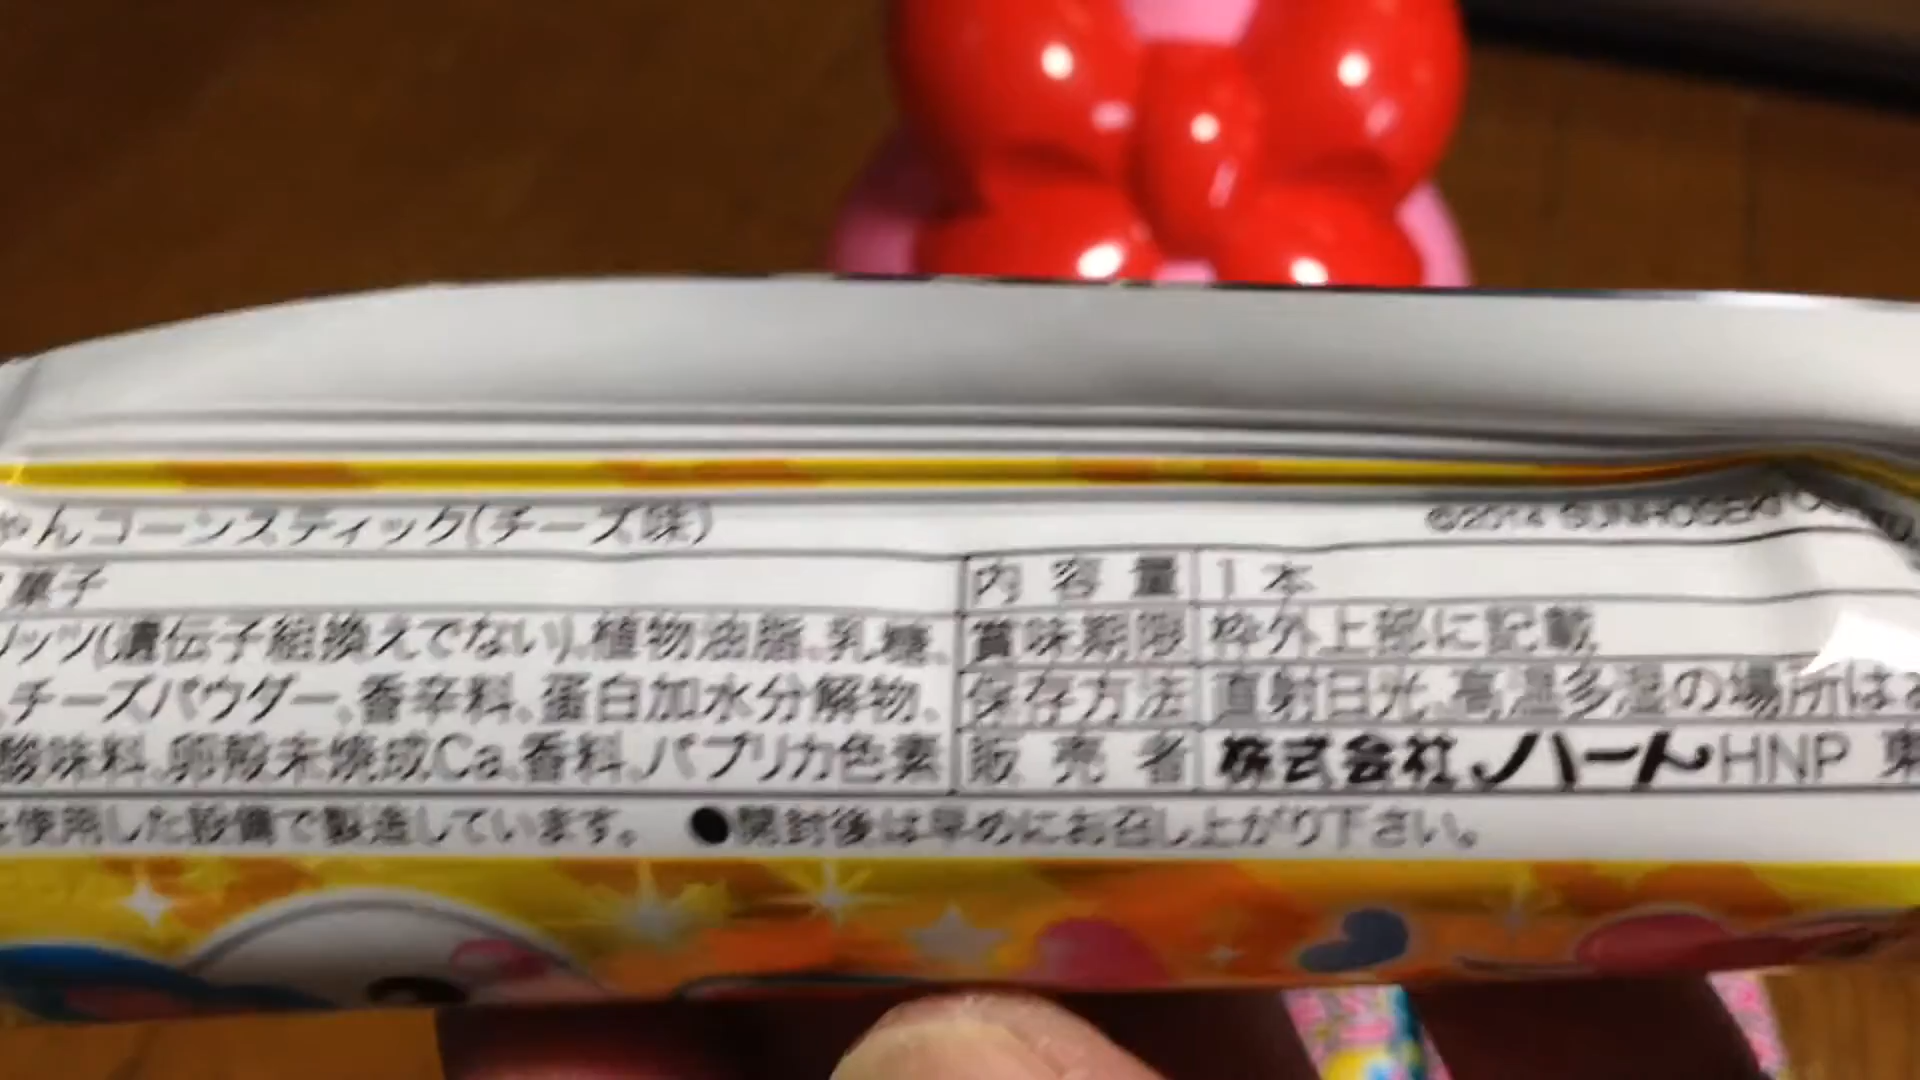 ゃんコーンスティック(チーズ味)
©2014 SUNHOSEKI CO.,
菓子
内容量 1本
リッツ(遺伝子組換えでない)、植物油脂、乳糖、
賞味期限 枠外上部に記載
、チーズパウダー、香辛料、蛋白加水分解物、
保存方法 直射日光、高温多湿の場所は
酸味料、卵殻未焼成Ca、香料、パプリカ色素
販売者 株式会社 ハーんHNP 東
を使用した設備で製造しています。 ●開封後は早めにお召し上がり下さい。